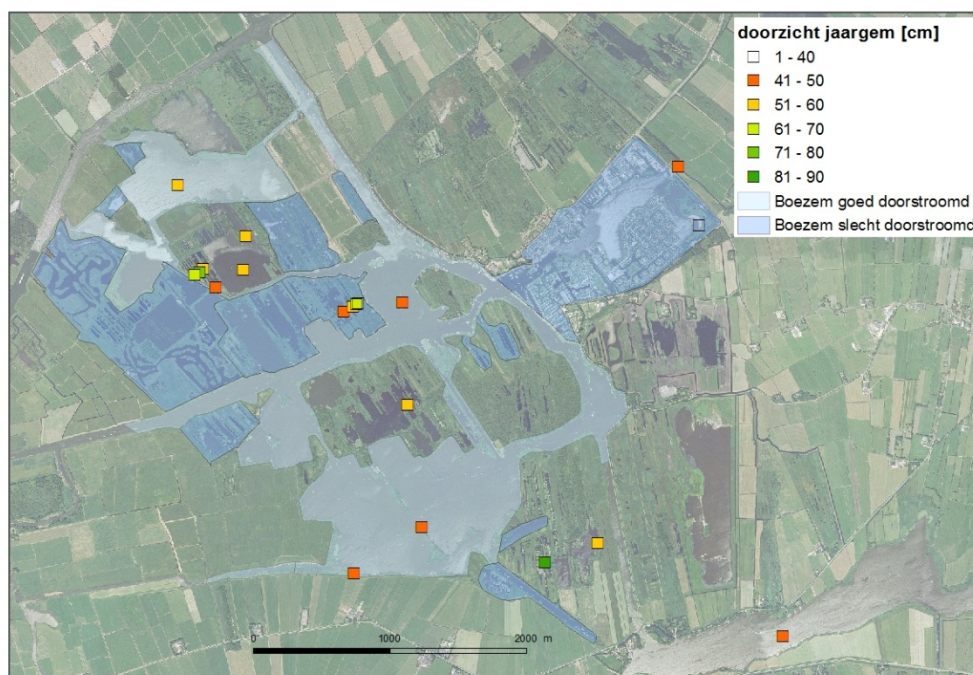 doorzicht jaargem [cm]
1 - 40
41 - 50
51 - 60
61 - 70
71 - 80
81 - 90
Boezem goed doorstroomd
Boezem slecht doorstroomd
0 1000 2000 m